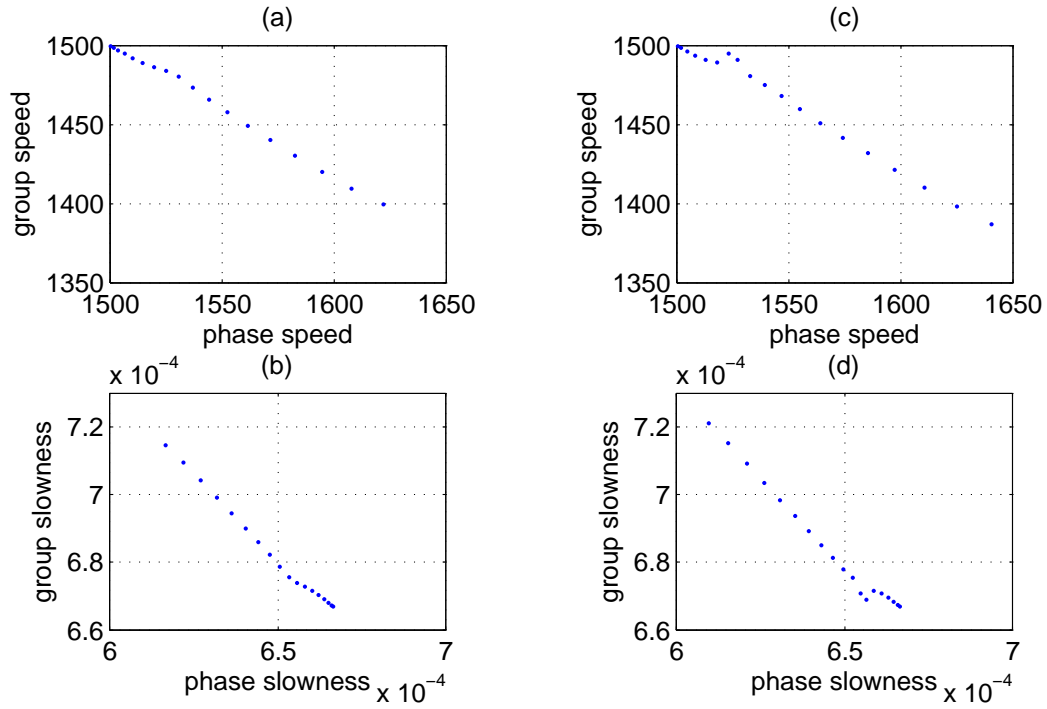 (a)
1500
1450
1400
1350
group speed
1500 1550 1600 1650
phase speed
(c)
1500
1450
1400
1350
group speed
1500 1550 1600 1650
phase speed
(b)
x 10⁻⁴
7.2
7
6.8
6.6
group slowness
6 6.5 7
phase slowness x 10⁻⁴
(d)
x 10⁻⁴
7.2
7
6.8
6.6
group slowness
6 6.5 7
phase slowness x 10⁻⁴